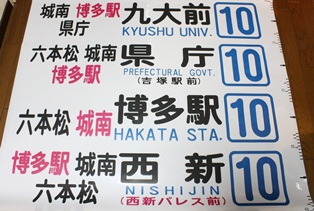 城南 博多駅
県庁
九大前
KYUSHU UNIV.
10
六本松 城南
博多駅
県庁
PREFECTURAL GOVT.
(吉塚駅前)
10
六本松 城南
博多駅
HAKATA STA.
10
博多駅 城南
六本松
西新
NISHIJIN
(西新パレス前)
10